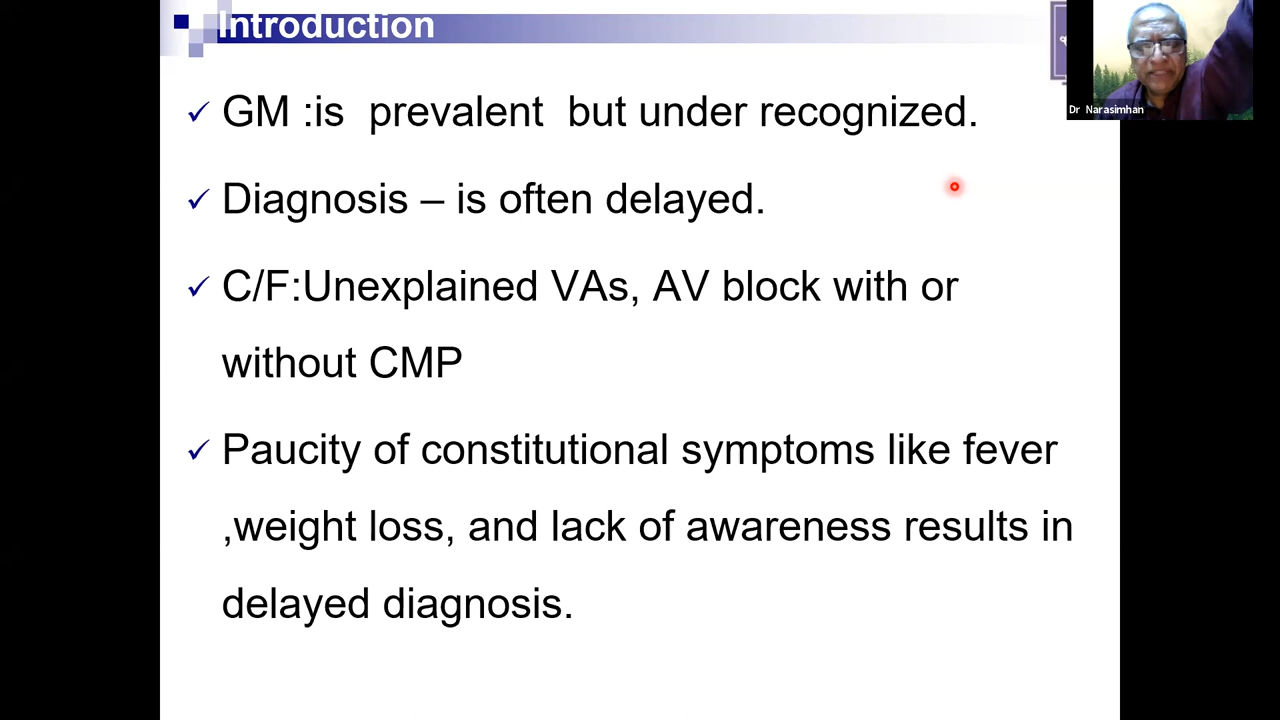 Introduction
Dr Narasimhan
✓ GM :is prevalent but under recognized.
✓ Diagnosis – is often delayed.
✓ C/F:Unexplained VAs, AV block with or
without CMP
✓ Paucity of constitutional symptoms like fever
,weight loss, and lack of awareness results in
delayed diagnosis.